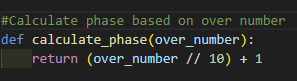 #Calculate phase based on over number
def calculate_phase(over_number):
    return (over_number // 10) + 1